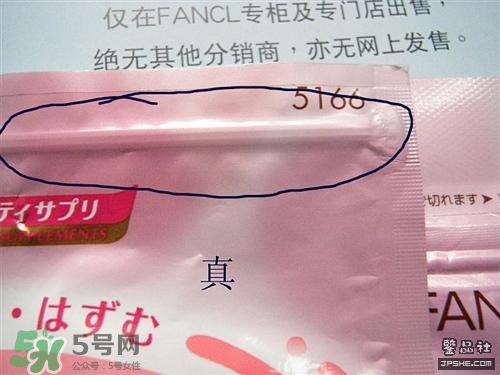 仅在FANCL专柜及专门店出售，
绝无其他分销商，亦无网上发售。
5166
ティサプリ
SUPPLEMENTS
切れます
真
・はずむ
FANCL
5号 5号网
公众号：5号女性
鉴品社
JPSHE.COM